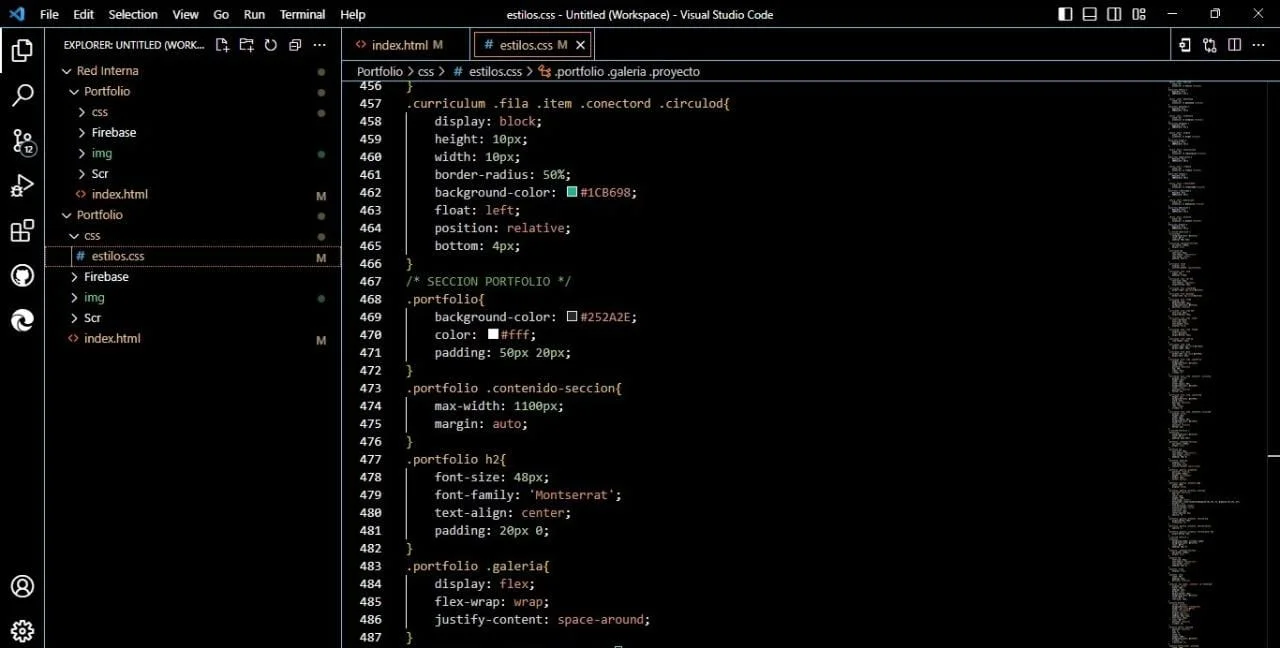 File Edit Selection View Go Run Terminal Help
estilos.css - Untitled (Workspace) - Visual Studio Code
EXPLORER: UNTITLED (WORK...
Red Interna
Portfolio
css
Firebase
img
Scr
<> index.html M
Portfolio
css
# estilos.css M
Firebase
img
Scr
<> index.html M
12
<> index.html M
# estilos.css M
Portfolio > css > # estilos.css > .portfolio .galeria .proyecto
456 }
457 .curriculum .fila .item .conectord .circulod{
458 display: block;
459 height: 10px;
460 width: 10px;
461 border-radius: 50%;
462 background-color: #1CB698;
463 float: left;
464 position: relative;
465 bottom: 4px;
466 }
467 /* SECCION PORTFOLIO */
468 .portfolio{
469 background-color: #252A2E;
470 color: #fff;
471 padding: 50px 20px;
472 }
473 .portfolio .contenido-seccion{
474 max-width: 1100px;
475 margin: auto;
476 }
477 .portfolio h2{
478 font-size: 48px;
479 font-family: 'Montserrat';
480 text-align: center;
481 padding: 20px 0;
482 }
483 .portfolio .galeria{
484 display: flex;
485 flex-wrap: wrap;
486 justify-content: space-around;
487 }